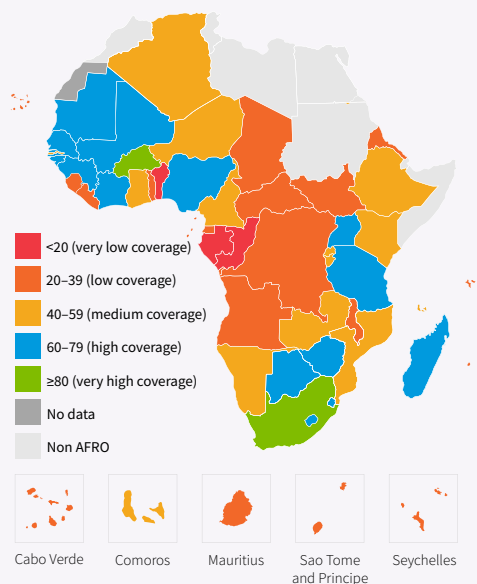 <20 (very low coverage)
20–39 (low coverage)
40–59 (medium coverage)
60–79 (high coverage)
≥80 (very high coverage)
No data
Non AFRO
Cabo Verde
Comoros
Mauritius
Sao Tome
and Principe
Seychelles